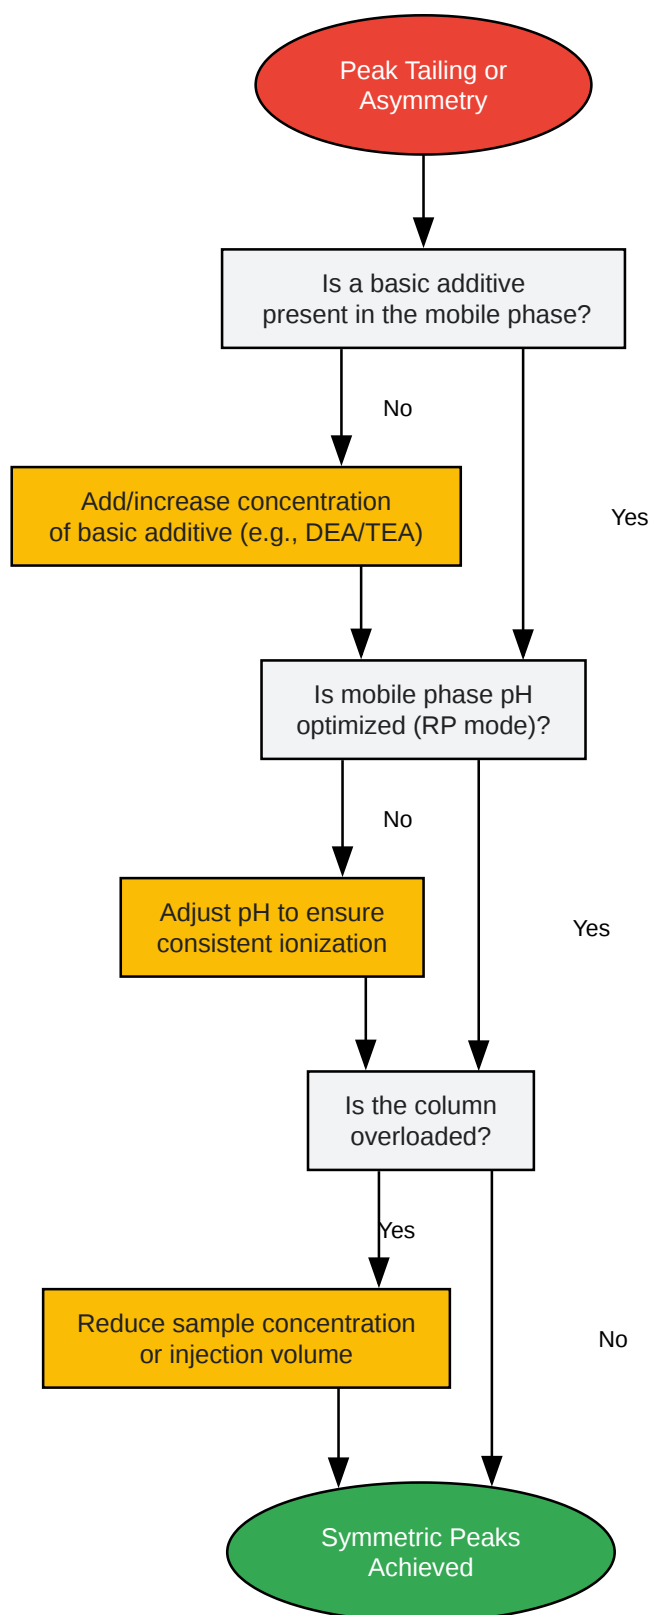 Peak Tailing or
Asymmetry
Is a basic additive
present in the mobile phase?
No
Add/increase concentration
of basic additive (e.g., DEA/TEA)
Yes
Is mobile phase pH
optimized (RP mode)?
No
Adjust pH to ensure
consistent ionization
Yes
Is the column
overloaded?
Yes
Reduce sample concentration
or injection volume
No
Symmetric Peaks
Achieved